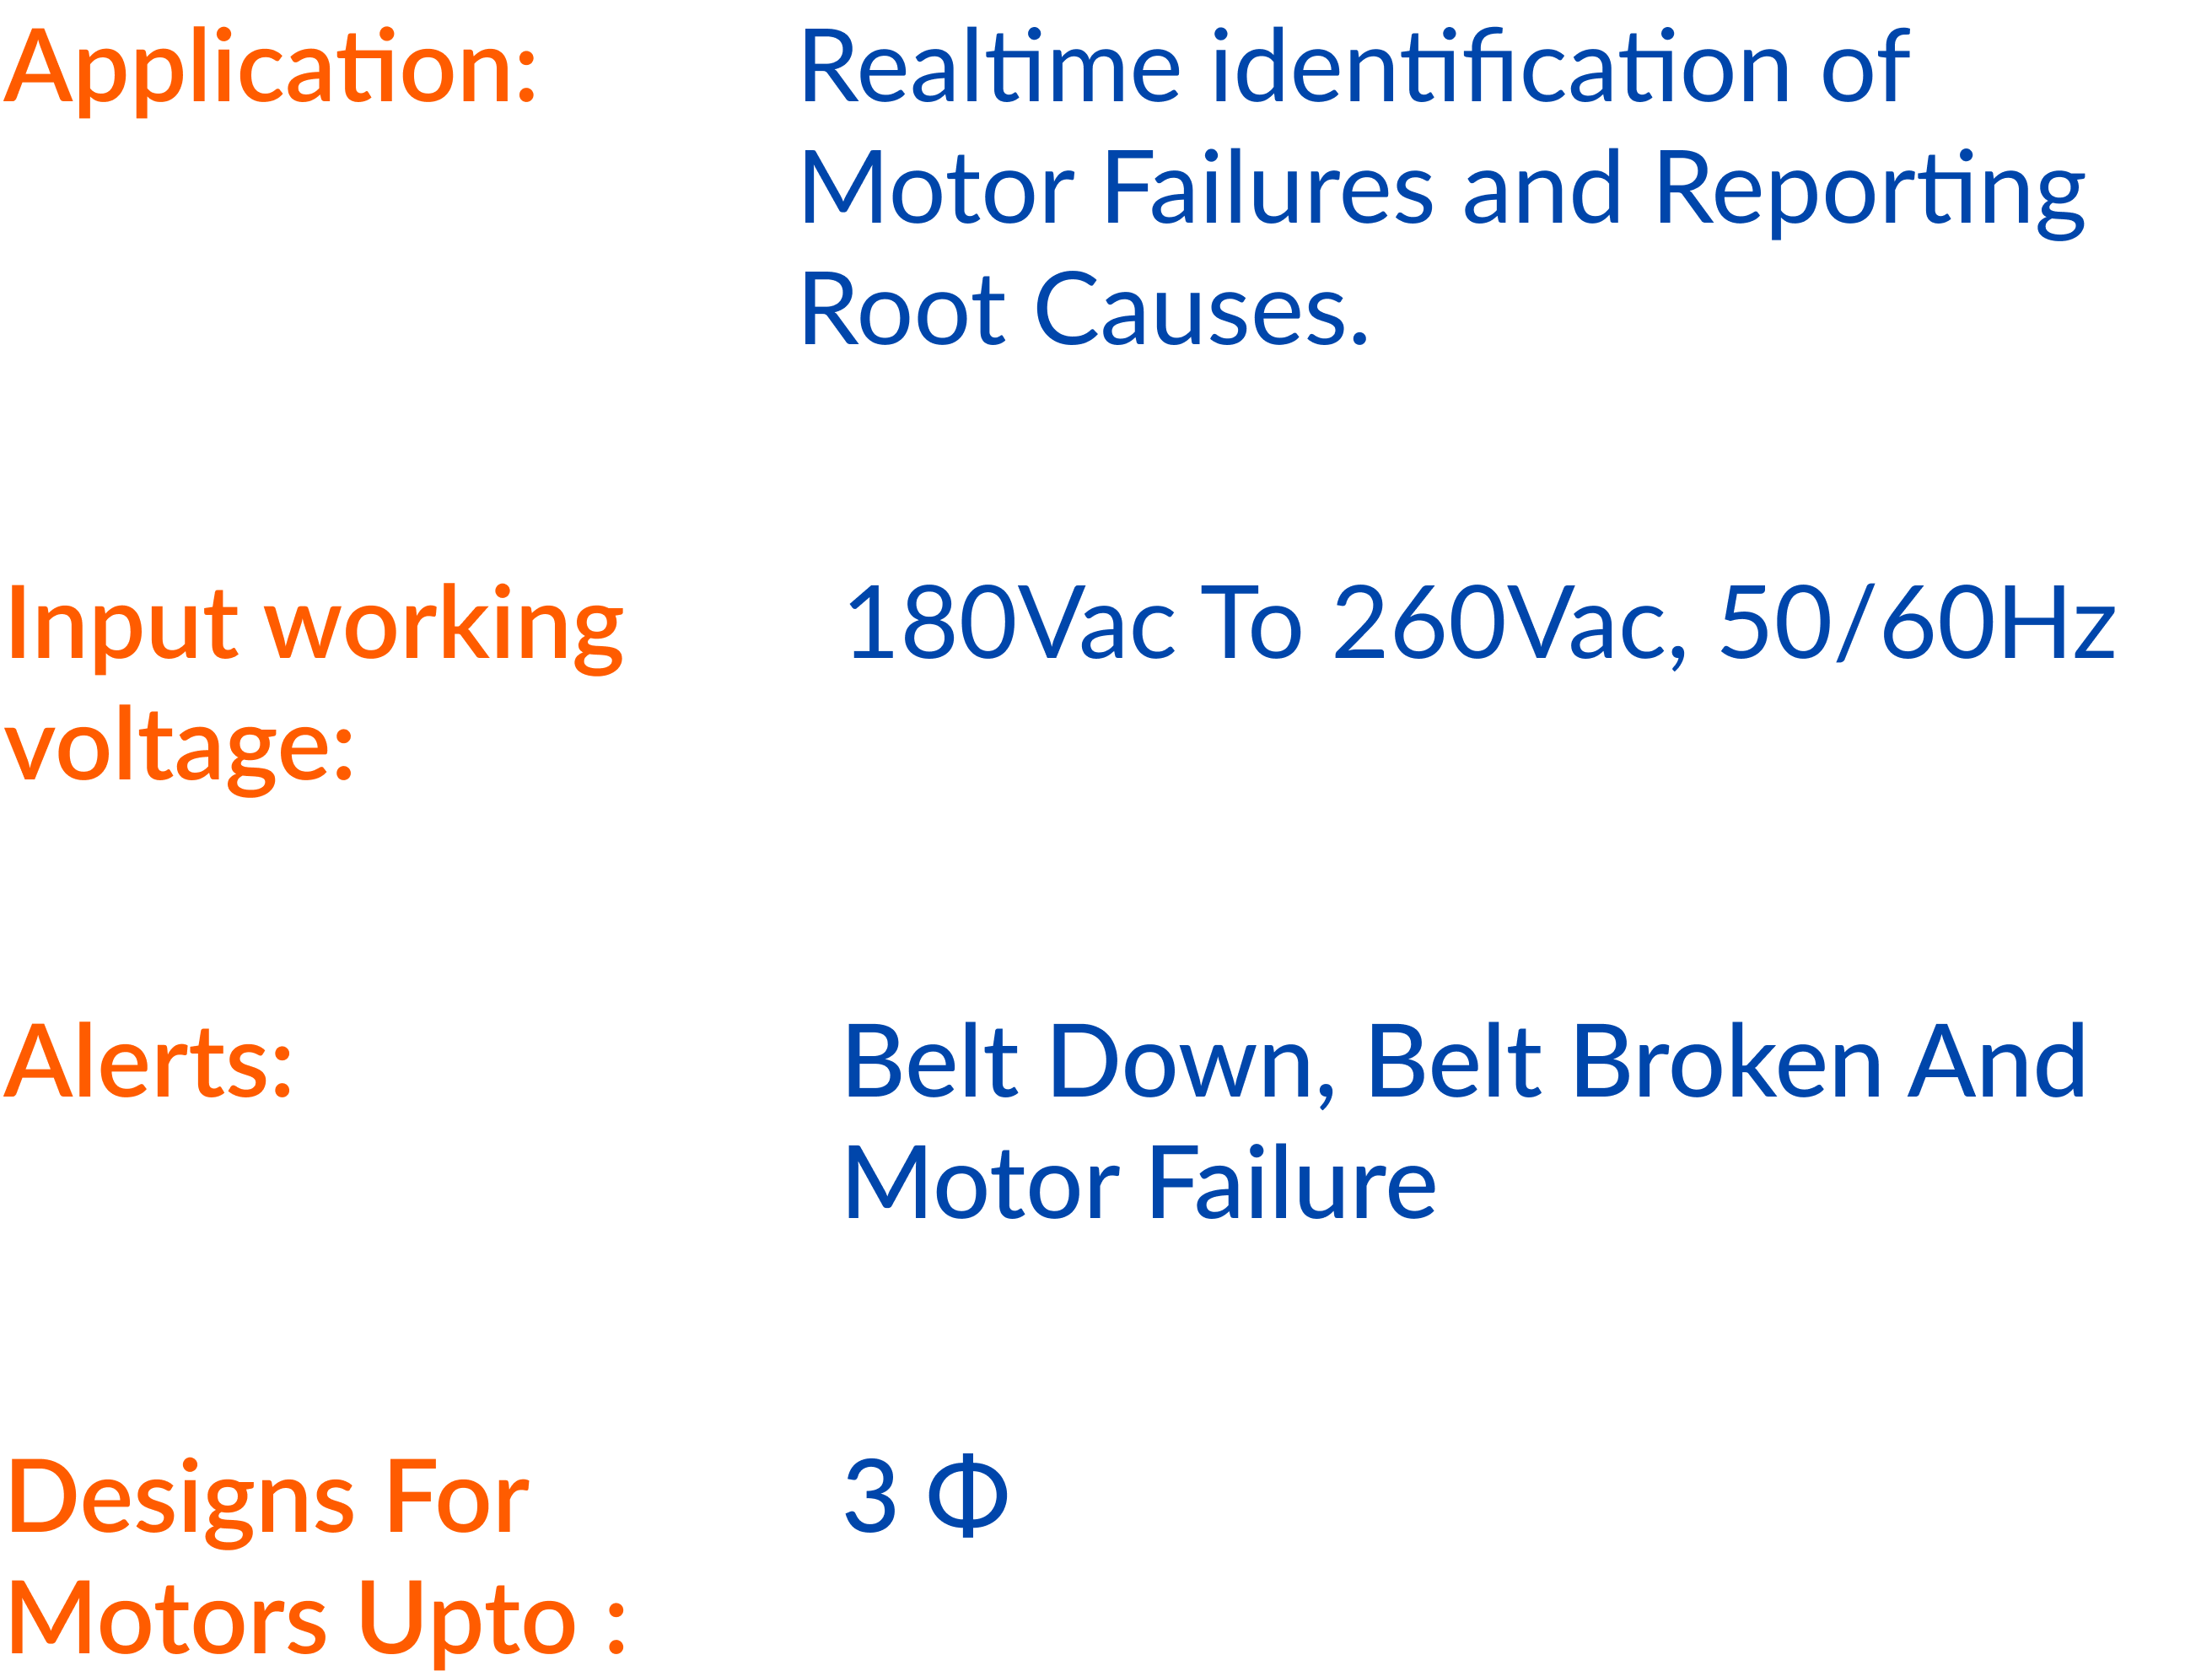 Application: Realtime identification of
Motor Failures and Reporting
Root Causes.
Input working 180Vac To 260Vac, 50/60Hz
voltage:
Alerts: Belt Down, Belt Broken And
Motor Failure
Designs For 3 Φ
Motors Upto :